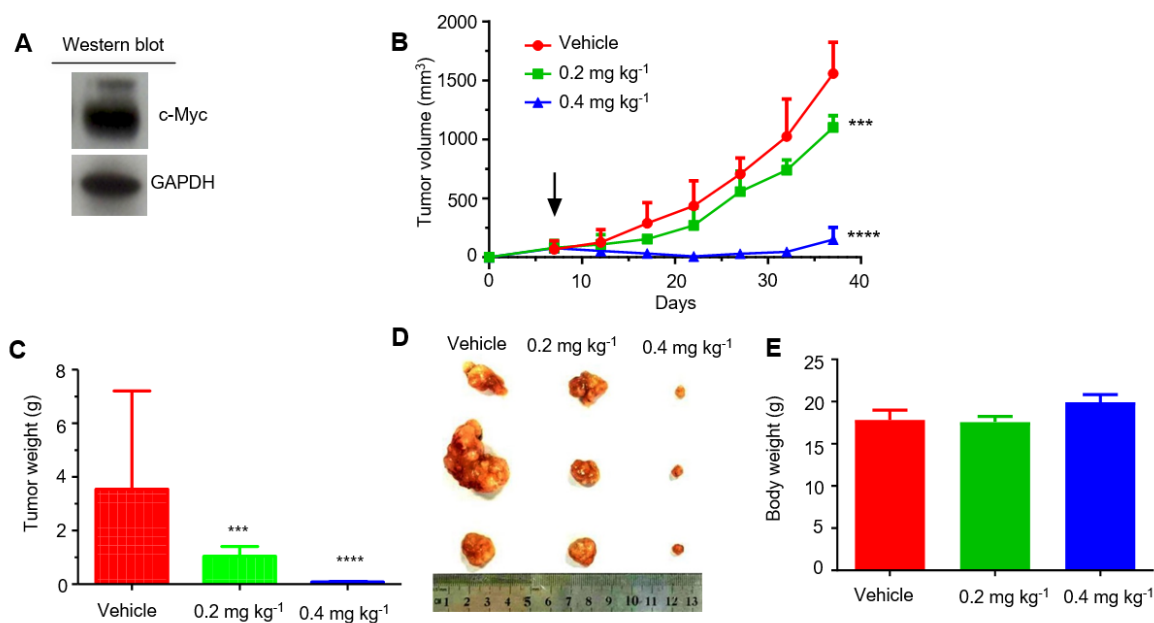 A
Western blot
c-Myc
GAPDH
B
Vehicle
0.2 mg kg⁻¹
0.4 mg kg⁻¹
Tumor volume (mm³)
2000
1500
1000
500
0
***
****
0 10 20 30 40
Days
C
Tumor weight (g)
8
6
4
2
0
***
****
Vehicle 0.2 mg kg⁻¹ 0.4 mg kg⁻¹
D
Vehicle 0.2 mg kg⁻¹ 0.4 mg kg⁻¹
1 2 3 4 5 6 7 8 9 10 11 12 13
E
Body weight (g)
25
20
15
10
5
0
Vehicle 0.2 mg kg⁻¹ 0.4 mg kg⁻¹